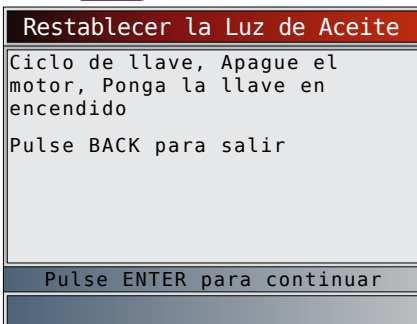 Restablecer la Luz de Aceite
Ciclo de llave, Apague el
motor, Ponga la llave en
encendido
Pulse BACK para salir
Pulse ENTER para continuar